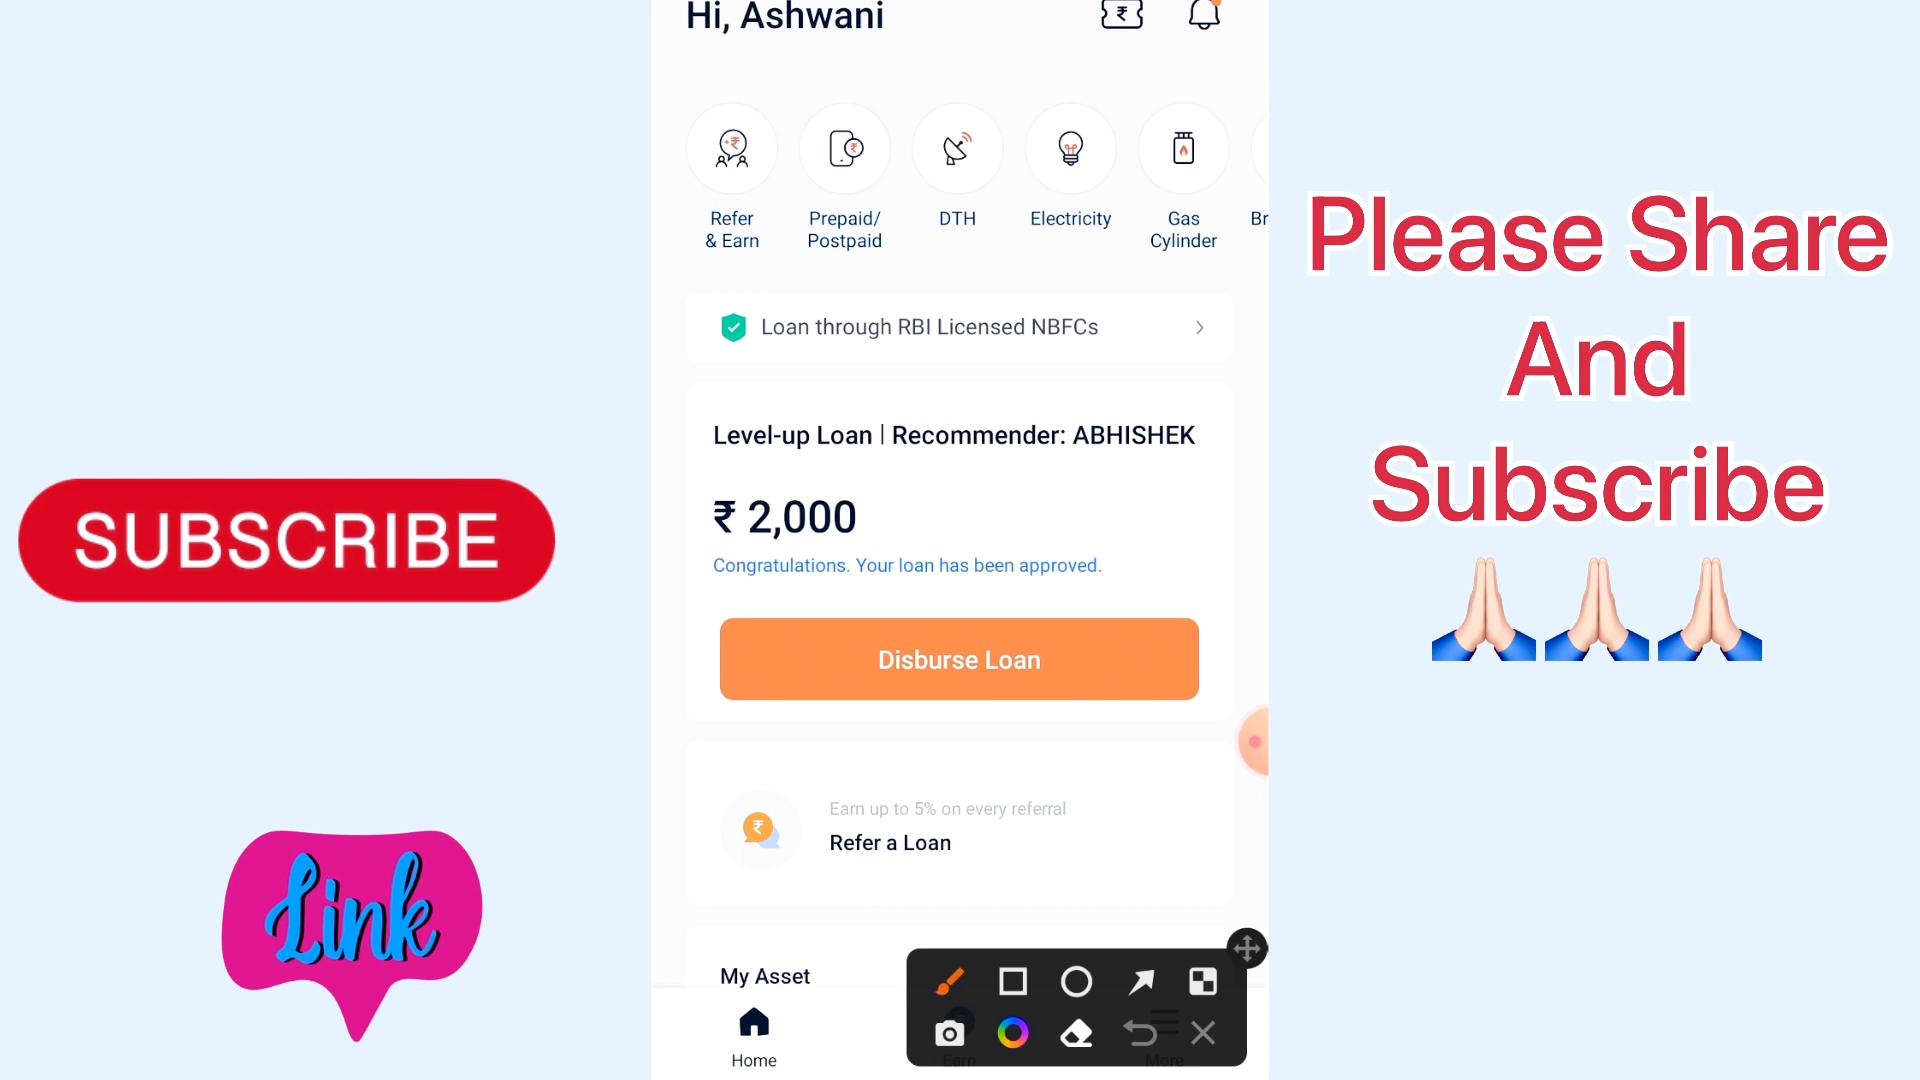 Hi, Ashwani
Refer
& Earn
Prepaid/
Postpaid
DTH
Electricity
Gas
Cylinder
Br
Loan through RBI Licensed NBFCs
Level-up Loan | Recommender: ABHISHEK
₹ 2,000
Congratulations. Your loan has been approved.
Disburse Loan
Earn up to 5% on every referral
Refer a Loan
My Asset
Home
Earn
More
SUBSCRIBE
Link
Please Share
And
Subscribe